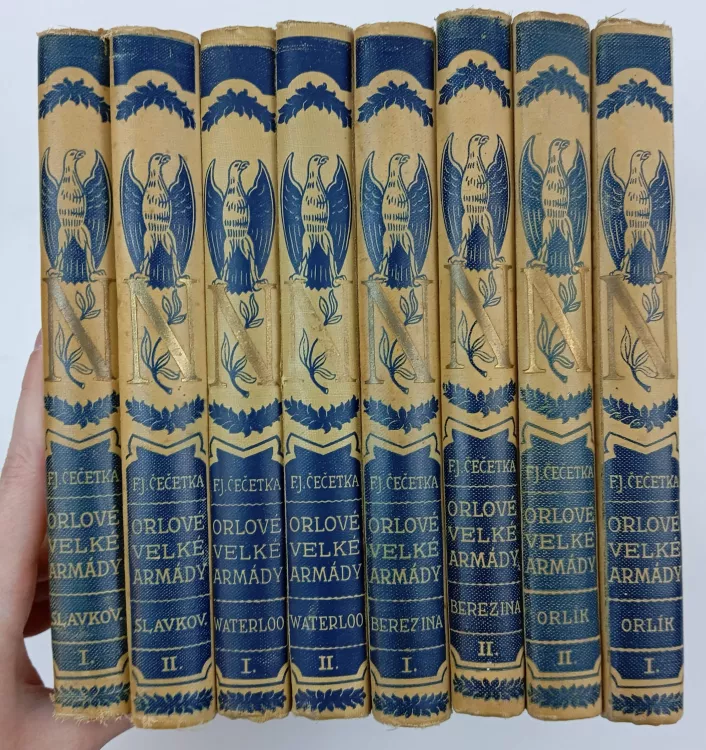 N
F.J. ČEČETKA
ORLOVÉ
VELKÉ
ARMÁDY
SLAVKOV.
I.
N
F.J. ČEČETKA
ORLOVÉ
VELKÉ
ARMÁDY
SLAVKOV.
II.
N
F.J. ČEČETKA
ORLOVÉ
VELKÉ
ARMÁDY
WATERLOO
I.
N
F.J. ČEČETKA
ORLOVÉ
VELKÉ
ARMÁDY
WATERLOO
II.
N
F.J. ČEČETKA
ORLOVÉ
VELKÉ
ARMÁDY
BEREZINA
I.
N
F.J. ČEČETKA
ORLOVÉ
VELKÉ
ARMÁDY
BEREZINA
II.
N
F.J. ČEČETKA
ORLOVÉ
VELKÉ
ARMÁDY
ORLÍK
II.
N
F.J. ČEČETKA
ORLOVÉ
VELKÉ
ARMÁDY
ORLÍK
I.